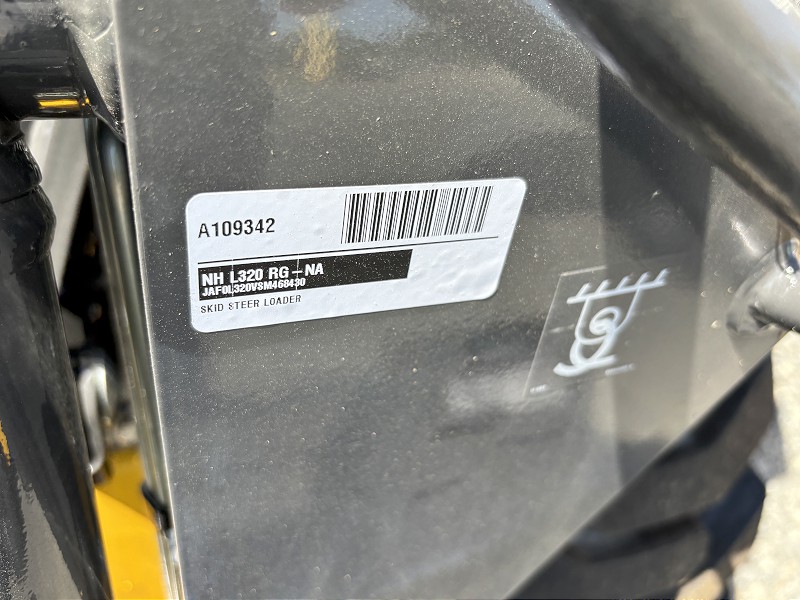 A109342
NH L320 RG-NA
JAF0L320VSM468430
SKID STEER LOADER